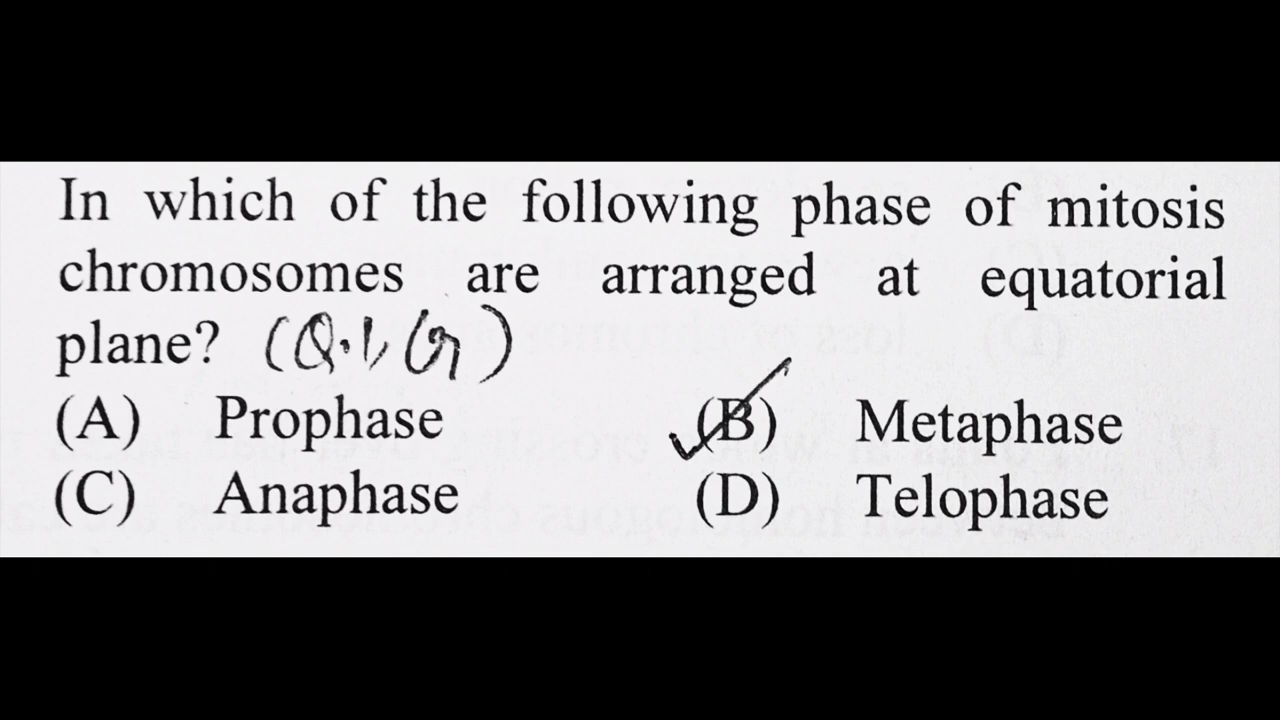 In which of the following phase of mitosis
chromosomes are arranged at equatorial
plane?
(A) Prophase (B) Metaphase
(C) Anaphase (D) Telophase